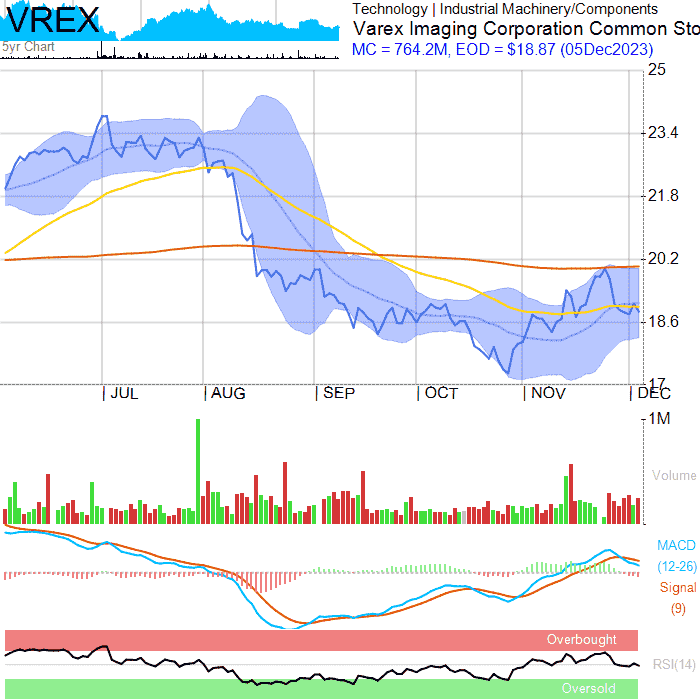 VREX
5yr Chart
Technology | Industrial Machinery/Components
Varex Imaging Corporation Common Sto
MC = 764.2M, EOD = $18.87 (05Dec2023)
25
23.4
21.8
20.2
18.6
17
JUL AUG SEP OCT NOV DEC
1M
Volume
MACD
(12-26)
Signal
(9)
Overbought
RSI(14)
Oversold